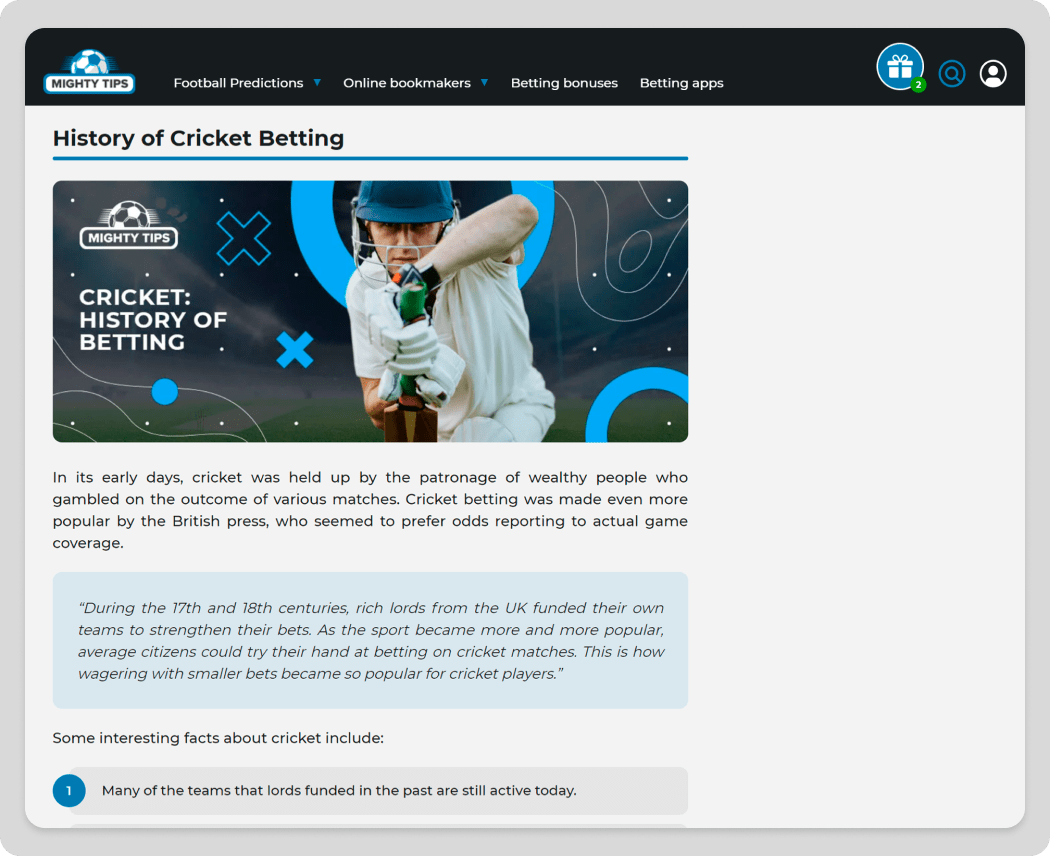 MIGHTY TIPS
Football Predictions ▼ Online bookmakers ▼ Betting bonuses Betting apps
2
History of Cricket Betting
MIGHTY TIPS
CRICKET:
HISTORY OF
BETTING
In its early days, cricket was held up by the patronage of wealthy people who
gambled on the outcome of various matches. Cricket betting was made even more
popular by the British press, who seemed to prefer odds reporting to actual game
coverage.
“During the 17th and 18th centuries, rich lords from the UK funded their own
teams to strengthen their bets. As the sport became more and more popular,
average citizens could try their hand at betting on cricket matches. This is how
wagering with smaller bets became so popular for cricket players.”
Some interesting facts about cricket include:
1 Many of the teams that lords funded in the past are still active today.